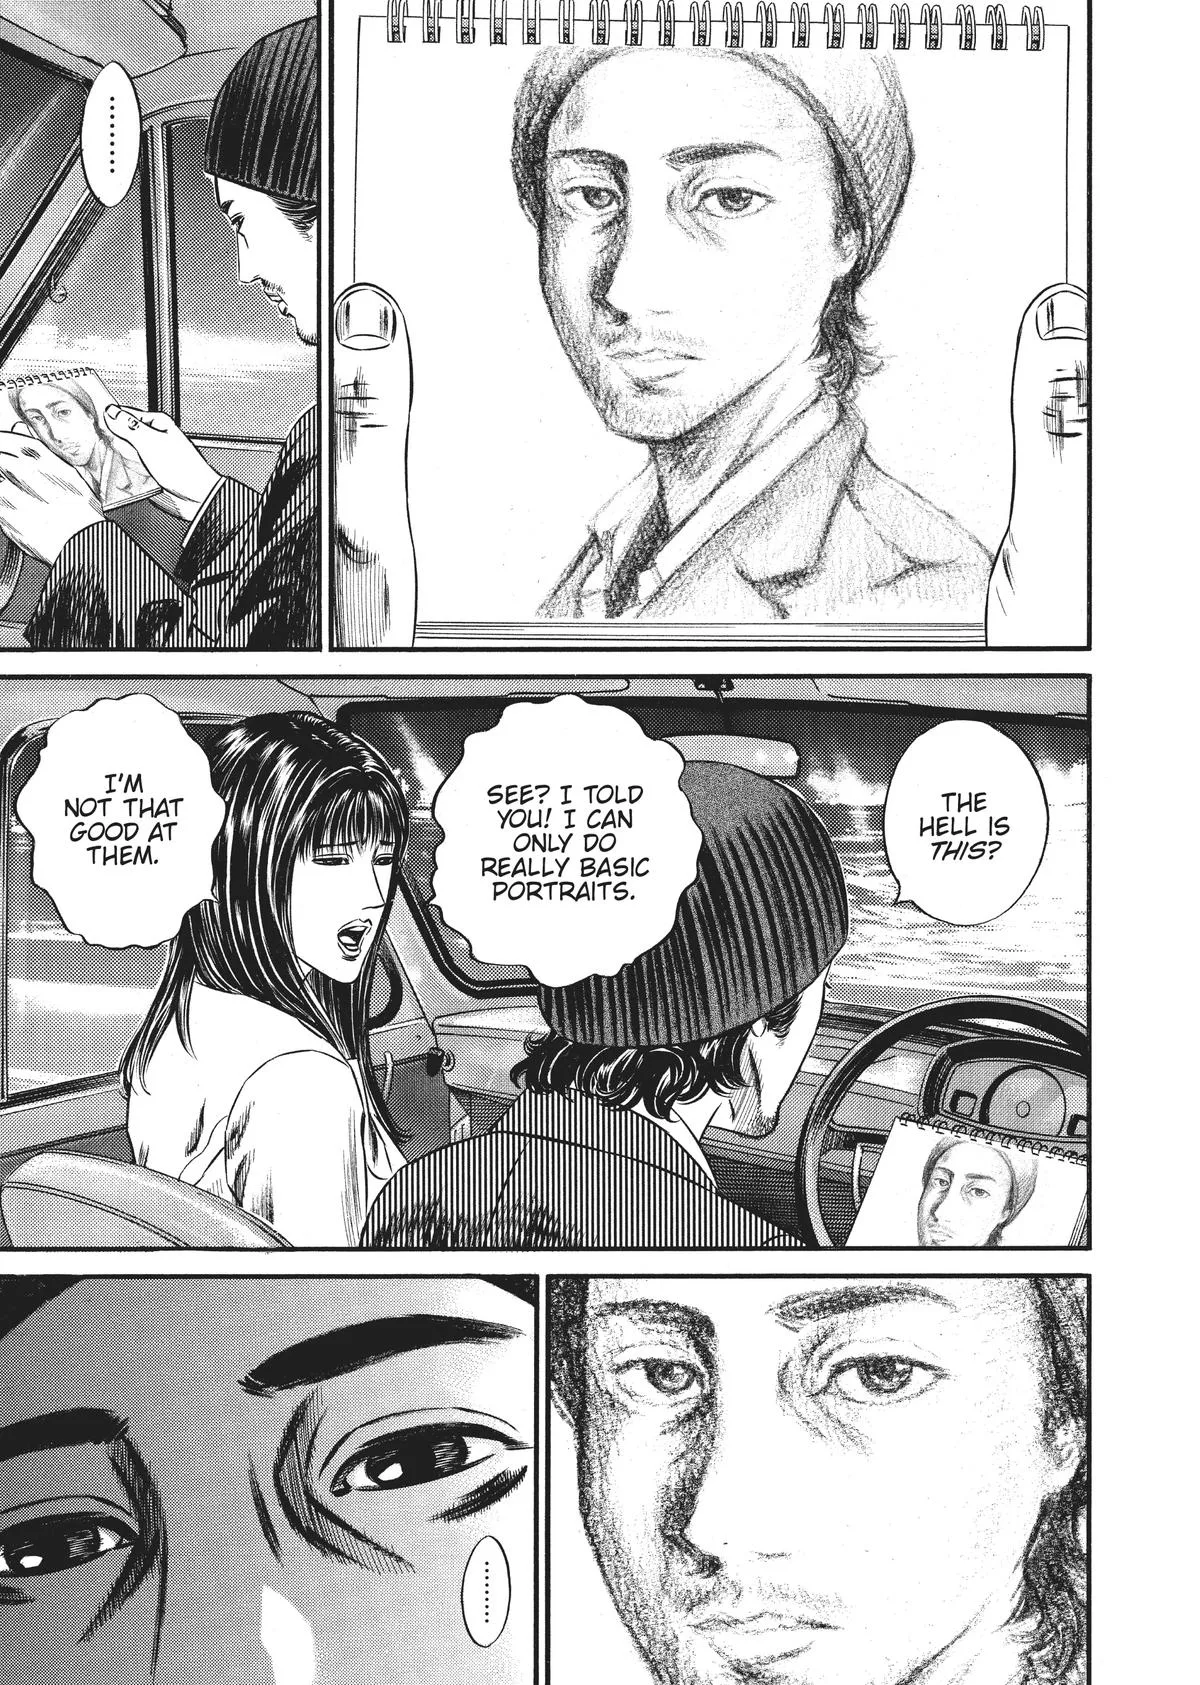 ………
THE
HELL IS
THIS?
SEE? I TOLD
YOU! I CAN
ONLY DO
REALLY BASIC
PORTRAITS.
I'M
NOT THAT
GOOD AT
THEM.
………